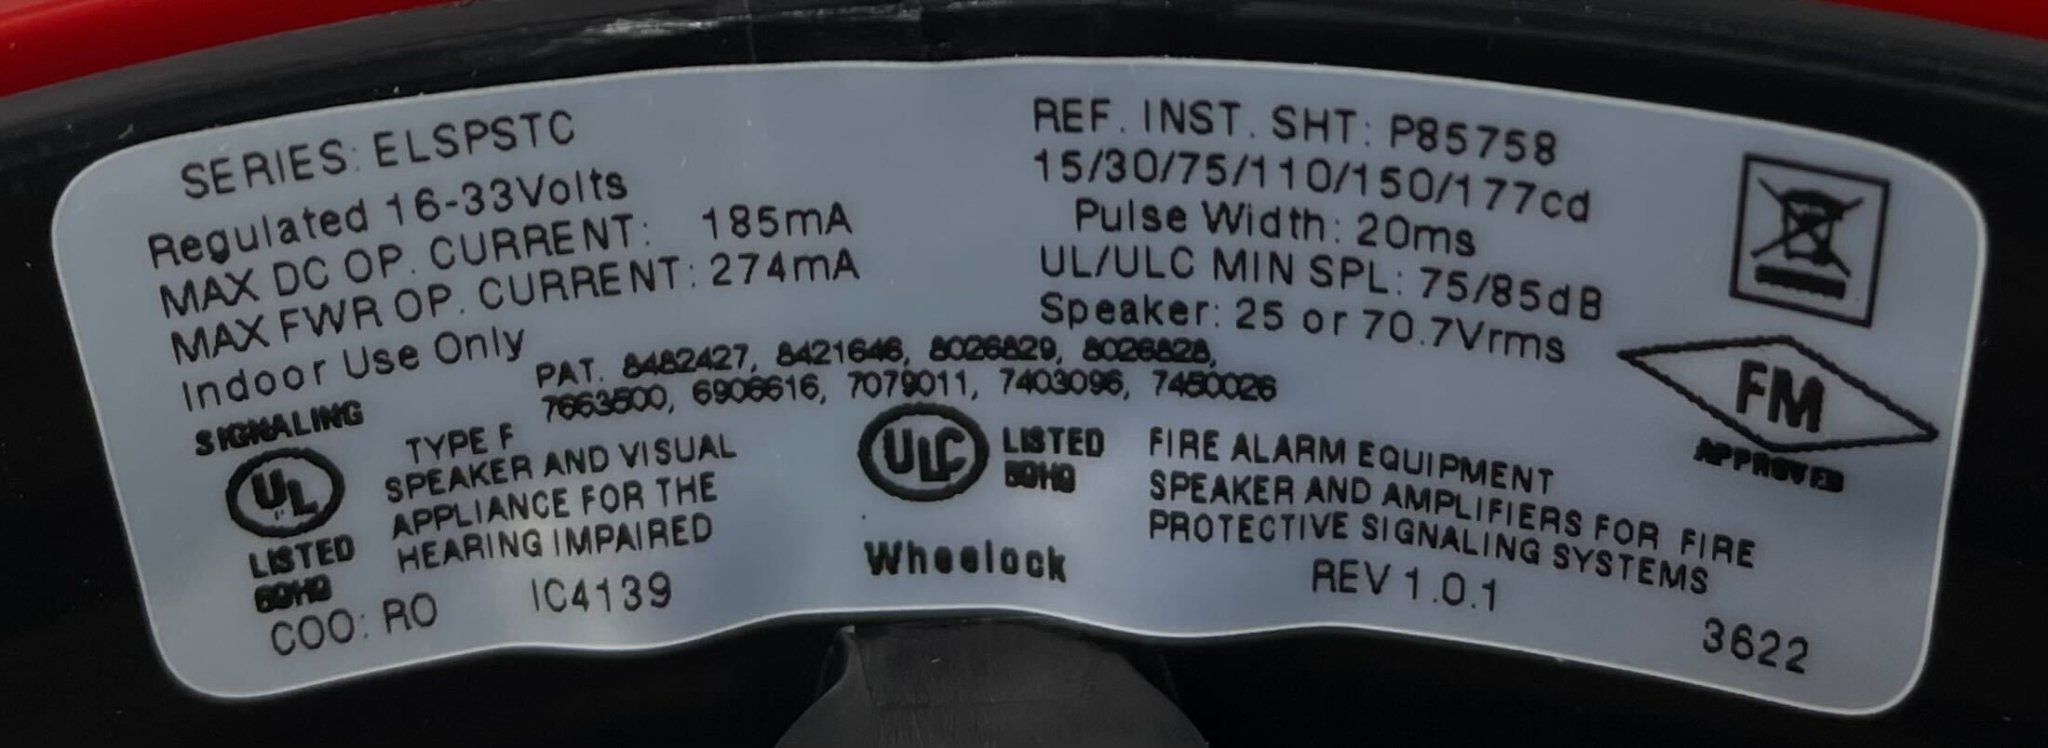 SERIES: ELSPSTC
Regulated 16-33Volts
MAX DC OP. CURRENT: 185mA
MAX FWR OP. CURRENT: 274mA
Indoor Use Only
REF. INST. SHT: P85758
15/30/75/110/150/177cd
Pulse Width: 20ms
UL/ULC MIN SPL: 75/85dB
Speaker: 25 or 70.7Vrms
PAT. 8482427, 8421646, 8026829, 8026828,
7663500, 6906616, 7079011, 7403096, 7450026
SIGNALING
UL
LISTED
TYPE F
SPEAKER AND VISUAL
APPLIANCE FOR THE
HEARING IMPAIRED
ULC
LISTED
FIRE ALARM EQUIPMENT
SPEAKER AND AMPLIFIERS FOR FIRE
PROTECTIVE SIGNALING SYSTEMS
FM
APPROVED
COO: RO
IC4139
Wheelock
REV 1.0.1
3622